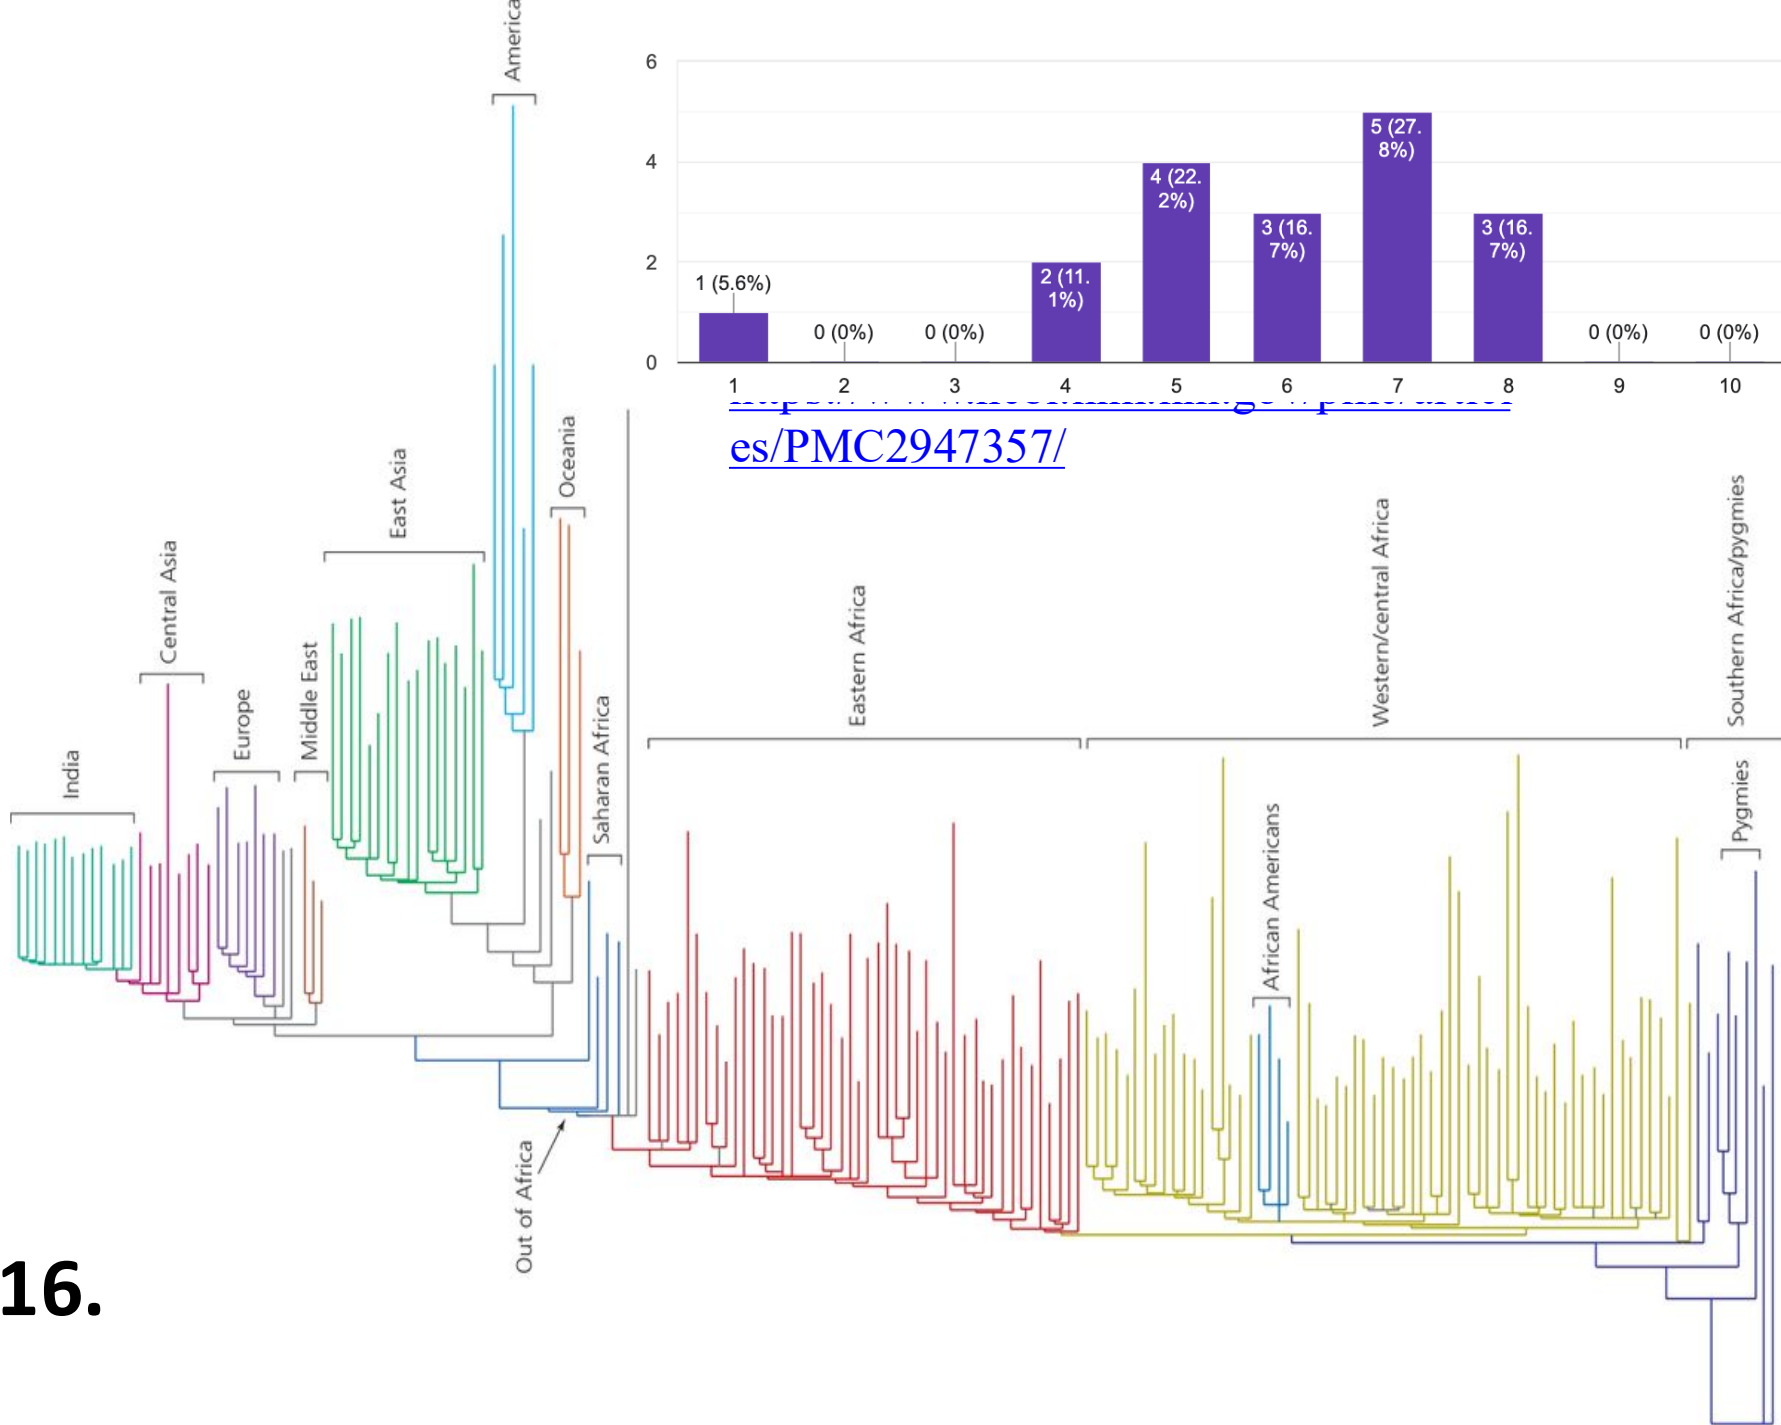 America
6
4
2
0
1 (5.6%)
0 (0%)
0 (0%)
2 (11.
1%)
4 (22.
2%)
3 (16.
7%)
5 (27.
8%)
3 (16.
7%)
0 (0%)
0 (0%)
1 2 3 4 5 6 7 8 9 10
es/PMC2947357/
India
Central Asia
Europe
Middle East
East Asia
Oceania
Saharan Africa
Eastern Africa
Western/central Africa
Southern Africa/pygmies
African Americans
Pygmies
Out of Africa
16.